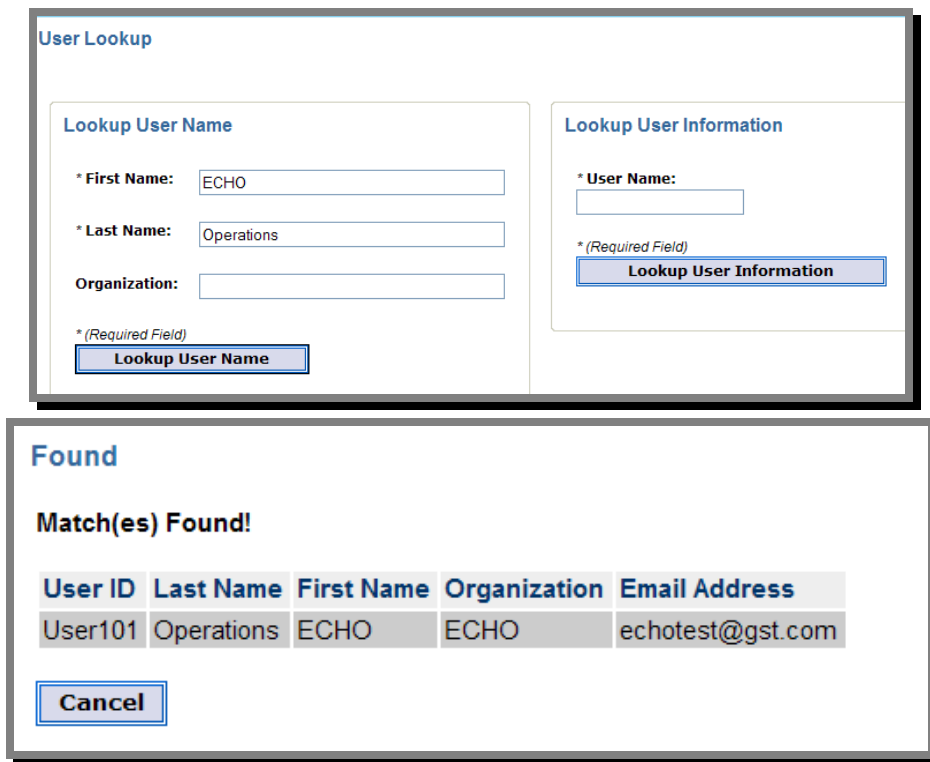 User Lookup
Lookup User Name
* First Name: ECHO
* Last Name: Operations
Organization:
* (Required Field)
Lookup User Name
Lookup User Information
* User Name:
* (Required Field)
Lookup User Information
Found
Match(es) Found!
User ID Last Name First Name Organization Email Address
User101 Operations ECHO ECHO echotest@gst.com
Cancel